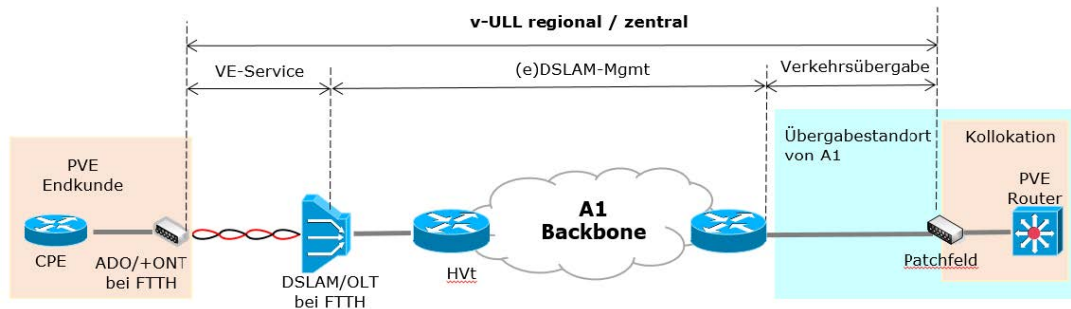 v-ULL regional / zentral
VE-Service
(e)DSLAM-Mgmt
Verkehrsübergabe
Übergabestandort
von A1
Kollokation
PVE
Endkunde
PVE
Router
A1
Backbone
CPE
ADO/+ONT
bei FTTH
DSLAM/OLT
bei FTTH
HVt
Patchfeld